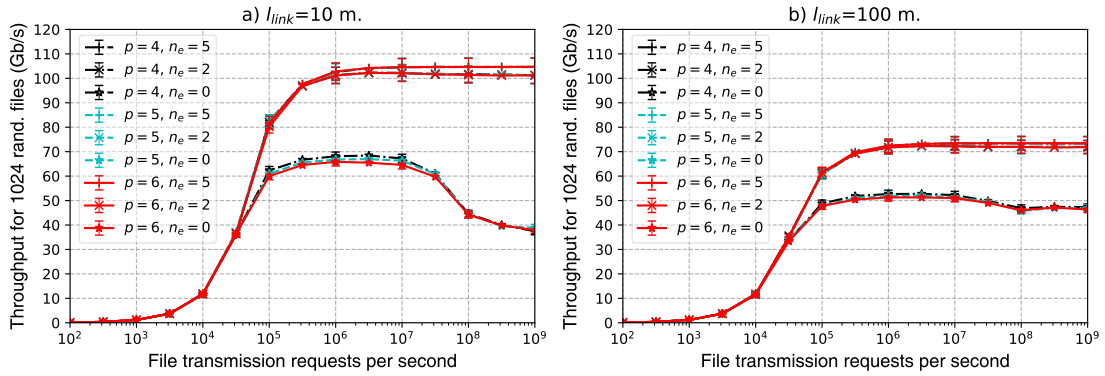 a) l_link=10 m.
Throughput for 1024 rand. files (Gb/s)
120
110
100
90
80
70
60
50
40
30
20
10
0
p = 4, n_e = 5
p = 4, n_e = 2
p = 4, n_e = 0
p = 5, n_e = 5
p = 5, n_e = 2
p = 5, n_e = 0
p = 6, n_e = 5
p = 6, n_e = 2
p = 6, n_e = 0
10^2 10^3 10^4 10^5 10^6 10^7 10^8 10^9
File transmission requests per second
b) l_link=100 m.
Throughput for 1024 rand. files (Gb/s)
120
110
100
90
80
70
60
50
40
30
20
10
0
p = 4, n_e = 5
p = 4, n_e = 2
p = 4, n_e = 0
p = 5, n_e = 5
p = 5, n_e = 2
p = 5, n_e = 0
p = 6, n_e = 5
p = 6, n_e = 2
p = 6, n_e = 0
10^2 10^3 10^4 10^5 10^6 10^7 10^8 10^9
File transmission requests per second